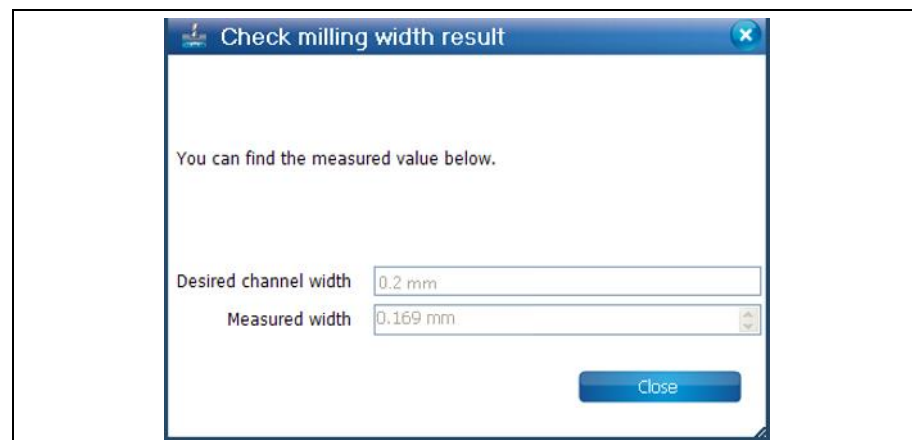 Check milling width result
You can find the measured value below.
Desired channel width 0.2 mm
Measured width 0.169 mm
Close